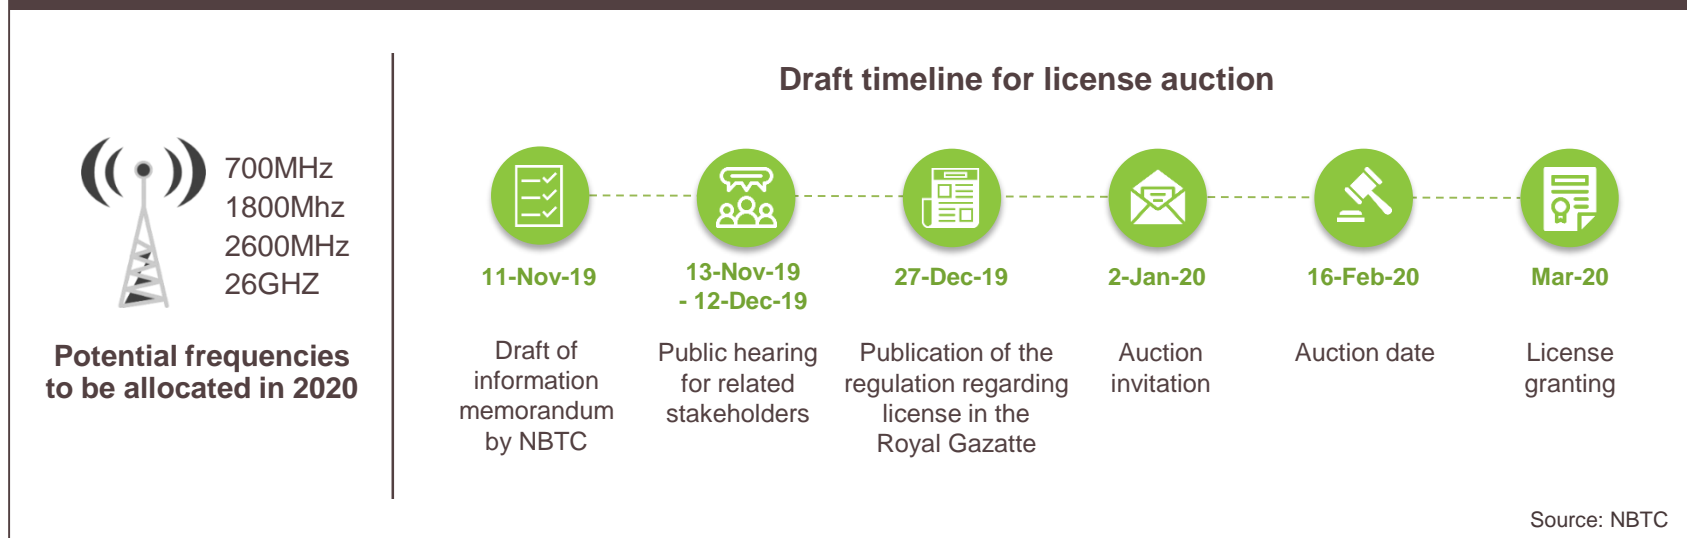 Draft timeline for license auction
700MHz
1800Mhz
2600MHz
26GHZ
Potential frequencies
to be allocated in 2020
11-Nov-19
Draft of
information
memorandum
by NBTC
13-Nov-19
- 12-Dec-19
Public hearing
for related
stakeholders
27-Dec-19
Publication of the
regulation regarding
license in the
Royal Gazatte
2-Jan-20
Auction
invitation
16-Feb-20
Auction date
Mar-20
License
granting
Source: NBTC